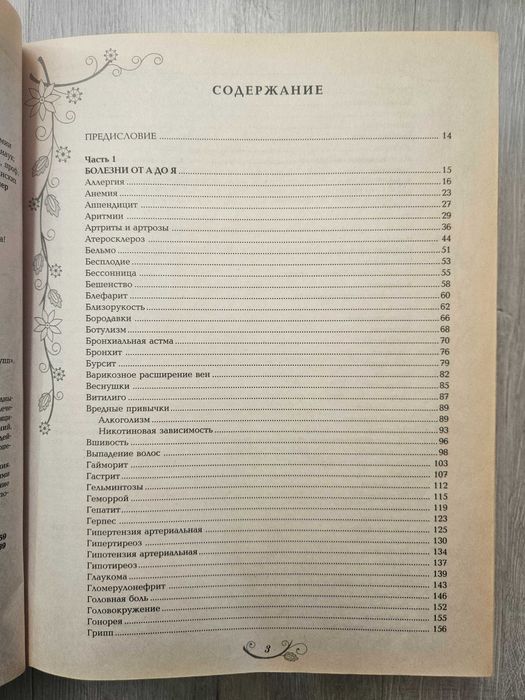 СОДЕРЖАНИЕ
ПРЕДИСЛОВИЕ 14
Часть 1
БОЛЕЗНИ ОТ А ДО Я 15
Аллергия 16
Анемия 23
Аппендицит 27
Аритмии 29
Артриты и артрозы 36
Атеросклероз 44
Бельмо 51
Бесплодие 53
Бессонница 55
Бешенство 58
Блефарит 60
Близорукость 62
Бородавки 66
Ботулизм 68
Бронхиальная астма 70
Бронхит 76
Бурсит 79
Варикозное расширение вен 82
Веснушки 85
Витилиго 87
Вредные привычки 89
Алкоголизм 89
Никотиновая зависимость 93
Вшивость 96
Выпадение волос 98
Гайморит 103
Гастрит 107
Гельминтозы 112
Геморрой 115
Гепатит 119
Герпес 123
Гипертензия артериальная 125
Гипертиреоз 130
Гипотензия артериальная 134
Гипотиреоз 137
Глаукома 139
Гломерулонефрит 143
Головная боль 146
Головокружение 152
Гонорея 155
Грипп 156
3